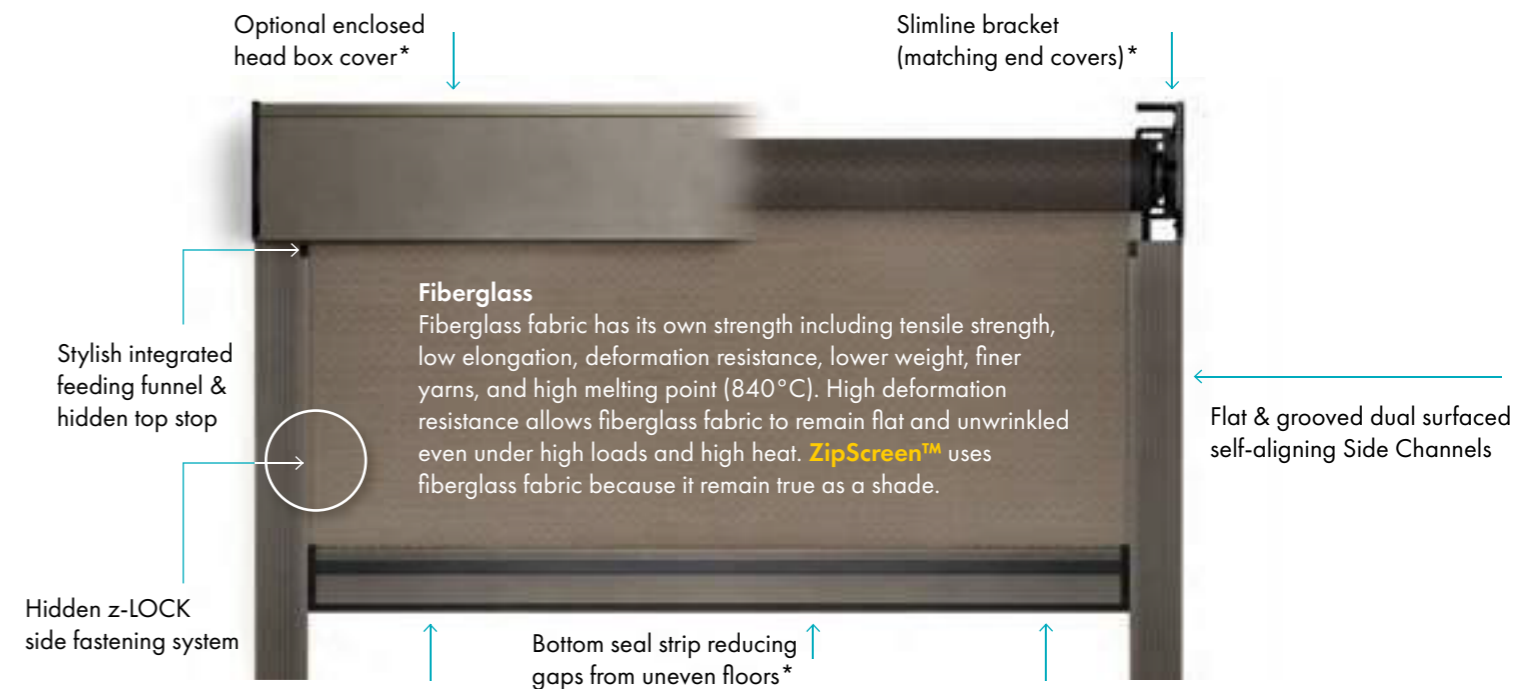 Optional enclosed
head box cover*
Slimline bracket
(matching end covers)*
Fiberglass
Fiberglass fabric has its own strength including tensile strength,
low elongation, deformation resistance, lower weight, finer
yarns, and high melting point (840°C). High deformation
resistance allows fiberglass fabric to remain flat and unwrinkled
even under high loads and high heat. ZipScreen™ uses
fiberglass fabric because it remain true as a shade.
Stylish integrated
feeding funnel &
hidden top stop
Flat & grooved dual surfaced
self-aligning Side Channels
Hidden z-LOCK
side fastening system
Bottom seal strip reducing
gaps from uneven floors*